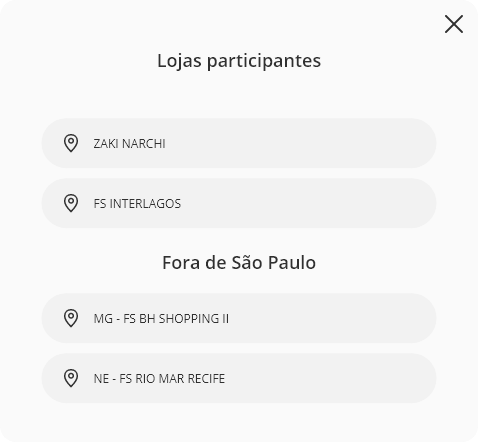 Lojas participantes
ZAKI NARCHI
FS INTERLAGOS
Fora de São Paulo
MG - FS BH SHOPPING II
NE - FS RIO MAR RECIFE